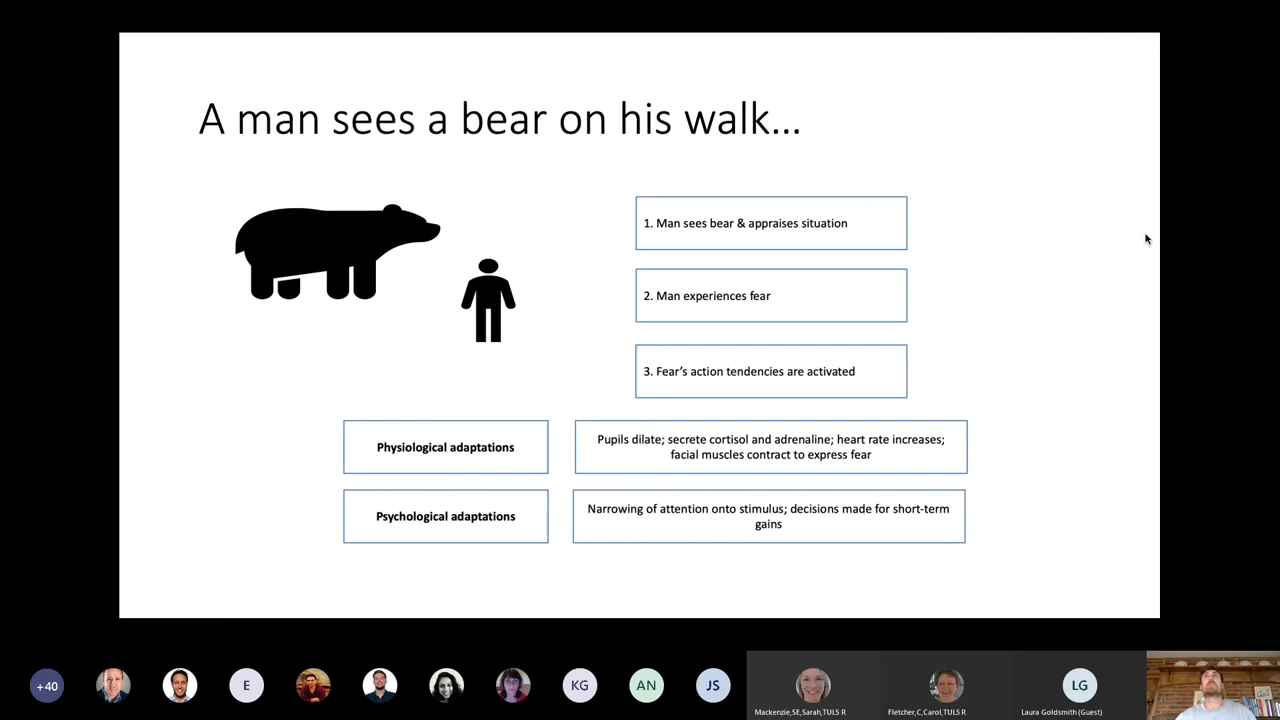 A man sees a bear on his walk...
1. Man sees bear & appraises situation
2. Man experiences fear
3. Fear's action tendencies are activated
Physiological adaptations
Pupils dilate; secrete cortisol and adrenaline; heart rate increases;
facial muscles contract to express fear
Psychological adaptations
Narrowing of attention onto stimulus; decisions made for short-term
gains
+40
E
KG
AN
JS
LG
Mackenzie,SE,Sarah,TUL5 R
Fletcher,C,Carol,TUL5 R
Laura Goldsmith (Guest)